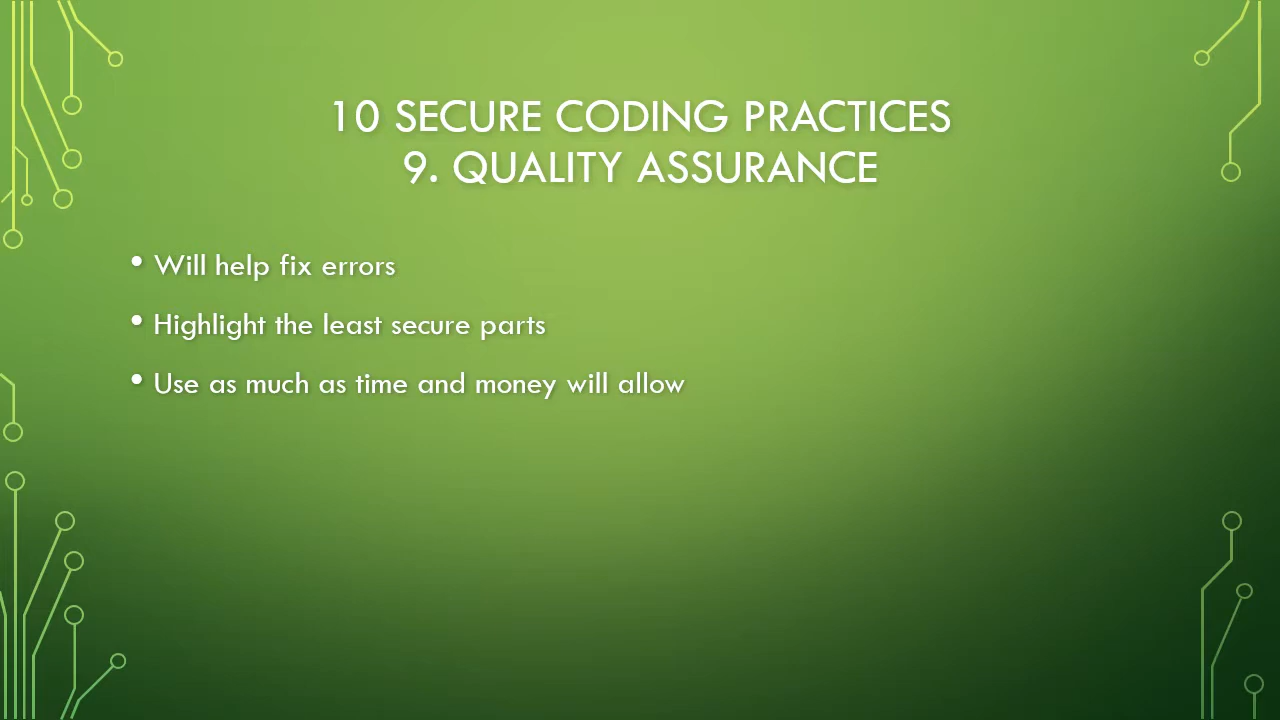 10 SECURE CODING PRACTICES
9. QUALITY ASSURANCE
• Will help fix errors
• Highlight the least secure parts
• Use as much as time and money will allow